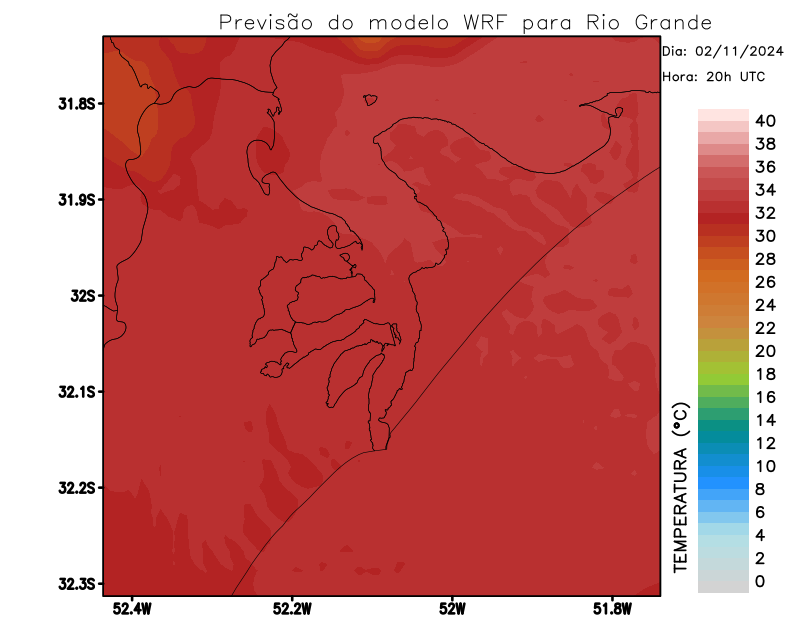 Previsão do modelo WRF para Rio Grande
Dia: 02/11/2024
Hora: 20h UTC
31.8S
31.9S
32S
32.1S
32.2S
32.3S
52.4W
52.2W
52W
51.8W
TEMPERATURA (°C)
40
38
36
34
32
30
28
26
24
22
20
18
16
14
12
10
8
6
4
2
0